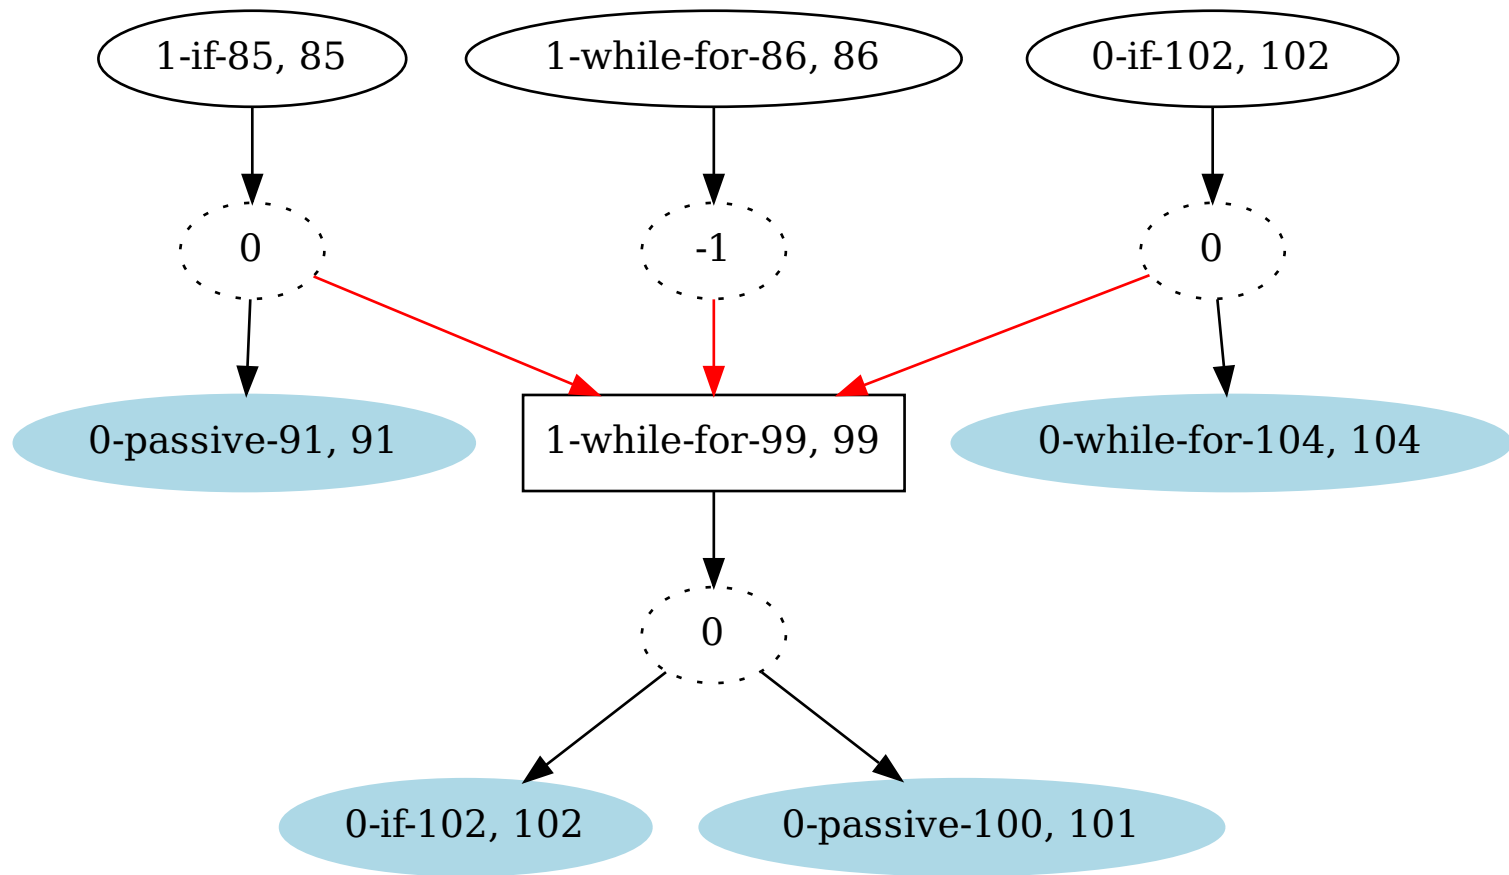 1-if-85, 85
1-while-for-86, 86
0-if-102, 102
0
-1
0
0-passive-91, 91
1-while-for-99, 99
0-while-for-104, 104
0
0-if-102, 102
0-passive-100, 101